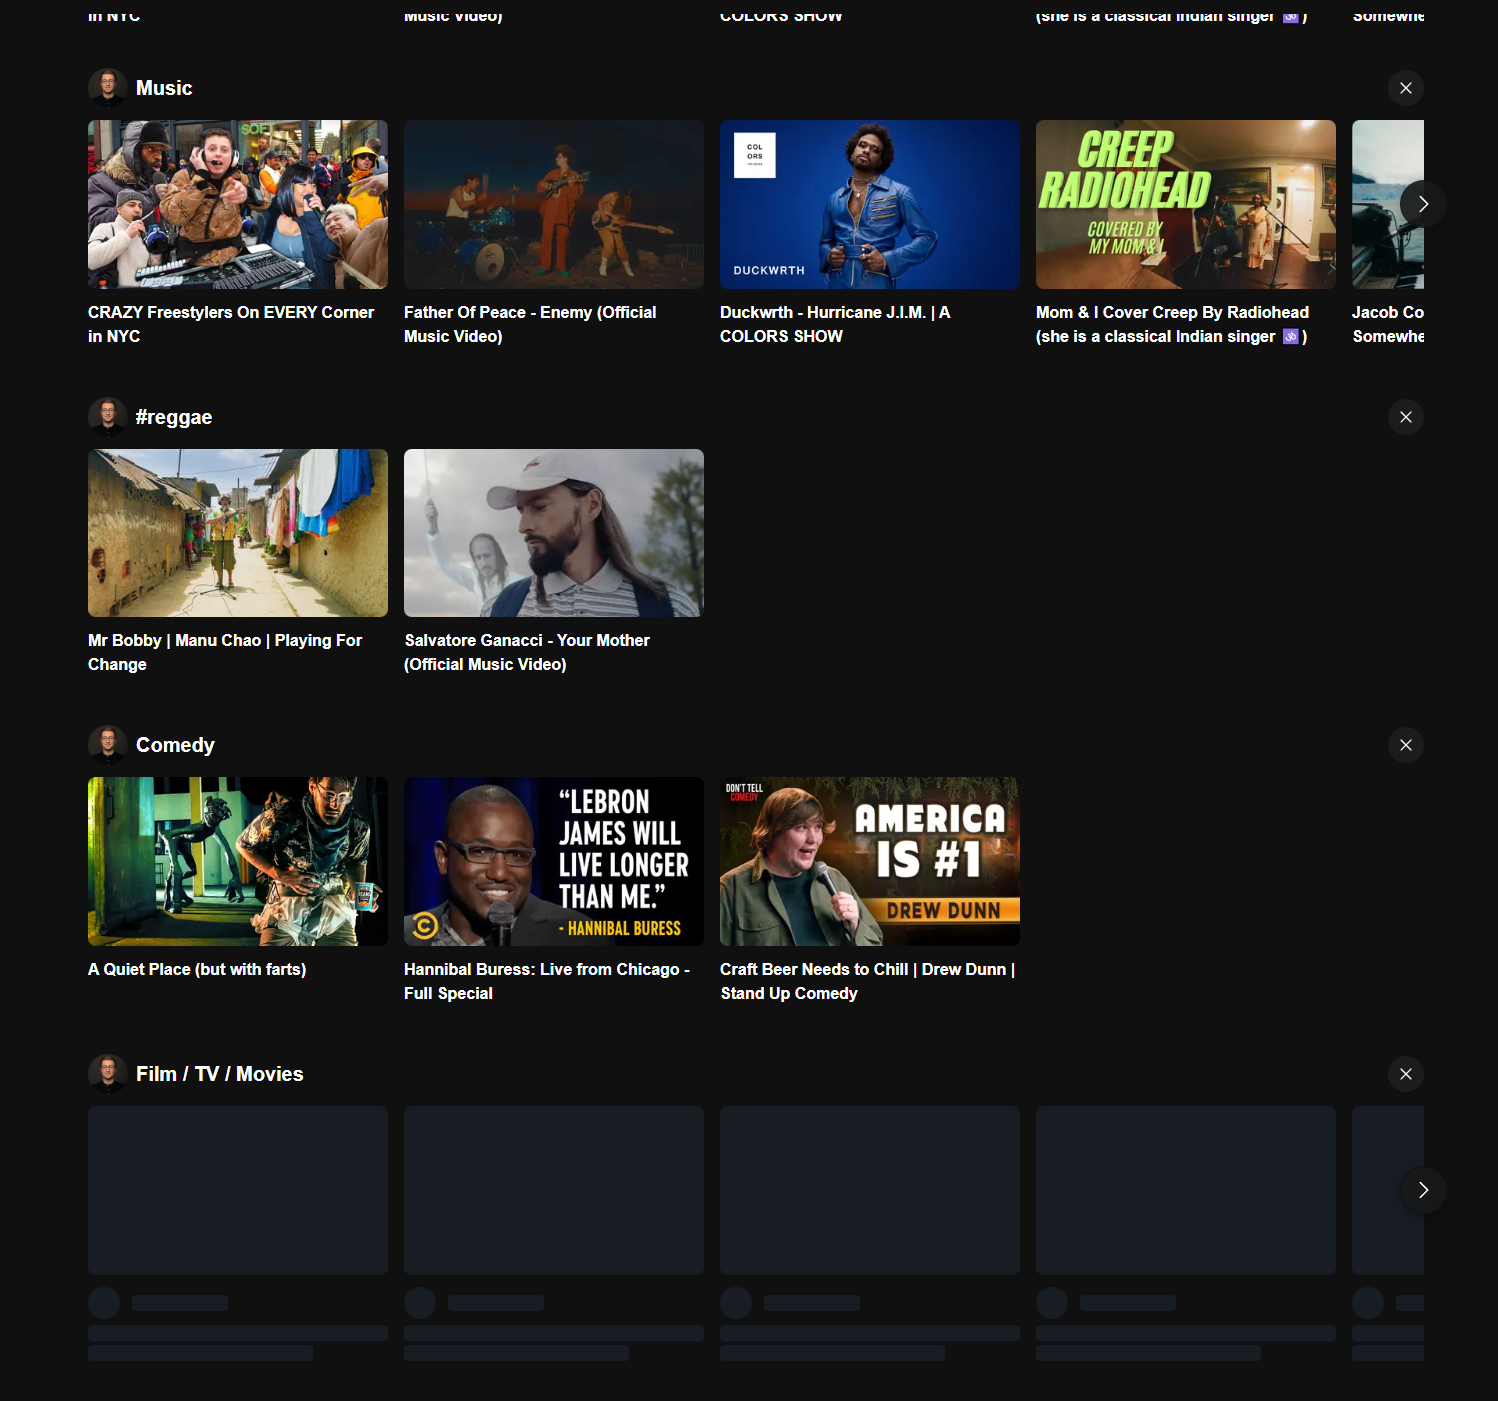 in NYC
Music Video)
COLORS SHOW
(she is a classical Indian singer 🕉️ )
Somewhe
Music
SOFT
COL
ORS
DUCKWRTH
CREEP
RADIOHEAD
COVERED BY
MY MOM & I
CRAZY Freestylers On EVERY Corner
in NYC
Father Of Peace - Enemy (Official
Music Video)
Duckwrth - Hurricane J.I.M. | A
COLORS SHOW
Mom & I Cover Creep By Radiohead
(she is a classical Indian singer 🕉️ )
Jacob Co
Somewhe
#reggae
Mr Bobby | Manu Chao | Playing For
Change
Salvatore Ganacci - Your Mother
(Official Music Video)
Comedy
“LEBRON
JAMES WILL
LIVE LONGER
THAN ME.”
- HANNIBAL BURESS
DON'T TELL
COMEDY
AMERICA
IS #1
DREW DUNN
A Quiet Place (but with farts)
Hannibal Buress: Live from Chicago -
Full Special
Craft Beer Needs to Chill | Drew Dunn |
Stand Up Comedy
Film / TV / Movies